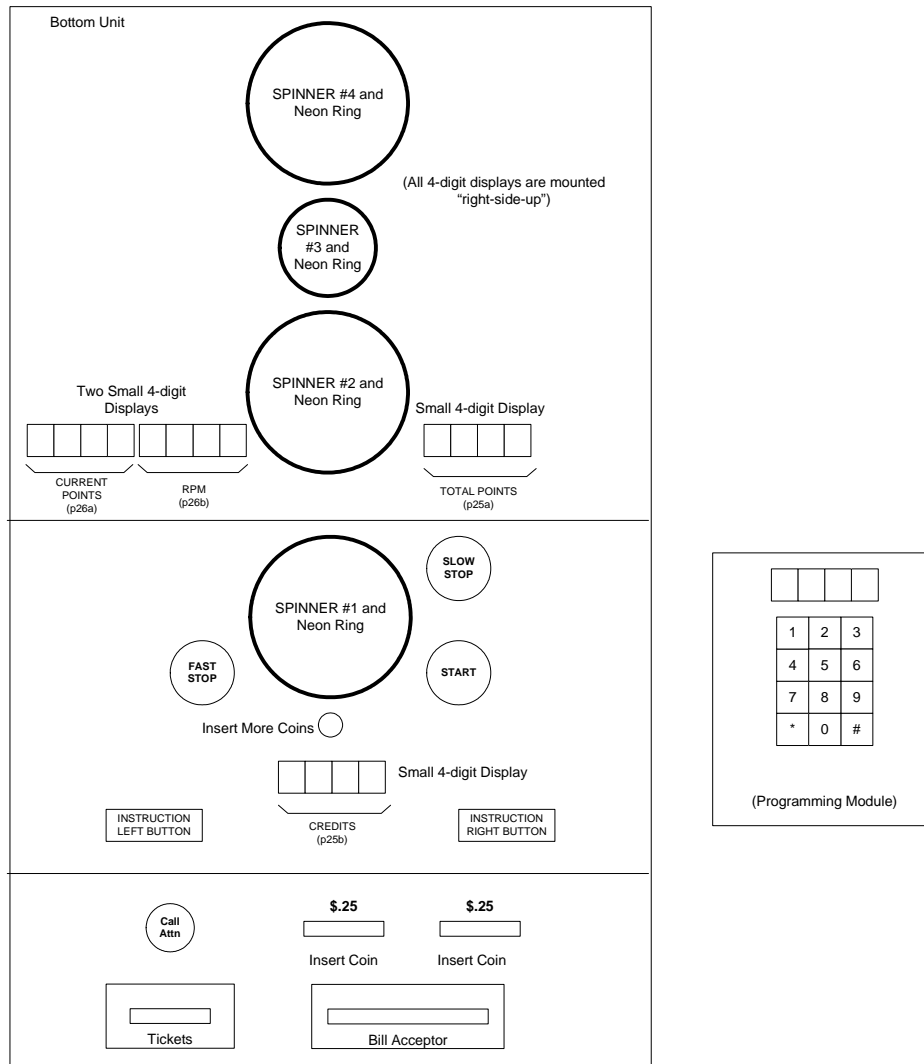 Bottom Unit
SPINNER #4 and
Neon Ring
(All 4-digit displays are mounted
“right-side-up”)
SPINNER
#3 and
Neon Ring
SPINNER #2 and
Neon Ring
Two Small 4-digit
Displays
Small 4-digit Display
CURRENT
POINTS
(p26a)
RPM
(p26b)
TOTAL POINTS
(p25a)
SLOW
STOP
SPINNER #1 and
Neon Ring
FAST
STOP
START
Insert More Coins
Small 4-digit Display
INSTRUCTION
LEFT BUTTON
CREDITS
(p25b)
INSTRUCTION
RIGHT BUTTON
1 2 3
4 5 6
7 8 9
* 0 #
(Programming Module)
Call
Attn
$.25
$.25
Insert Coin
Insert Coin
Tickets
Bill Acceptor